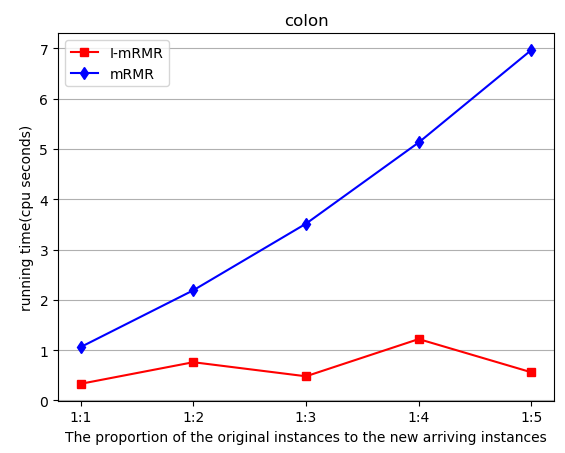 colon
I-mRMR
mRMR
running time(cpu seconds)
7
6
5
4
3
2
1
0
1:1 1:2 1:3 1:4 1:5
The proportion of the original instances to the new arriving instances